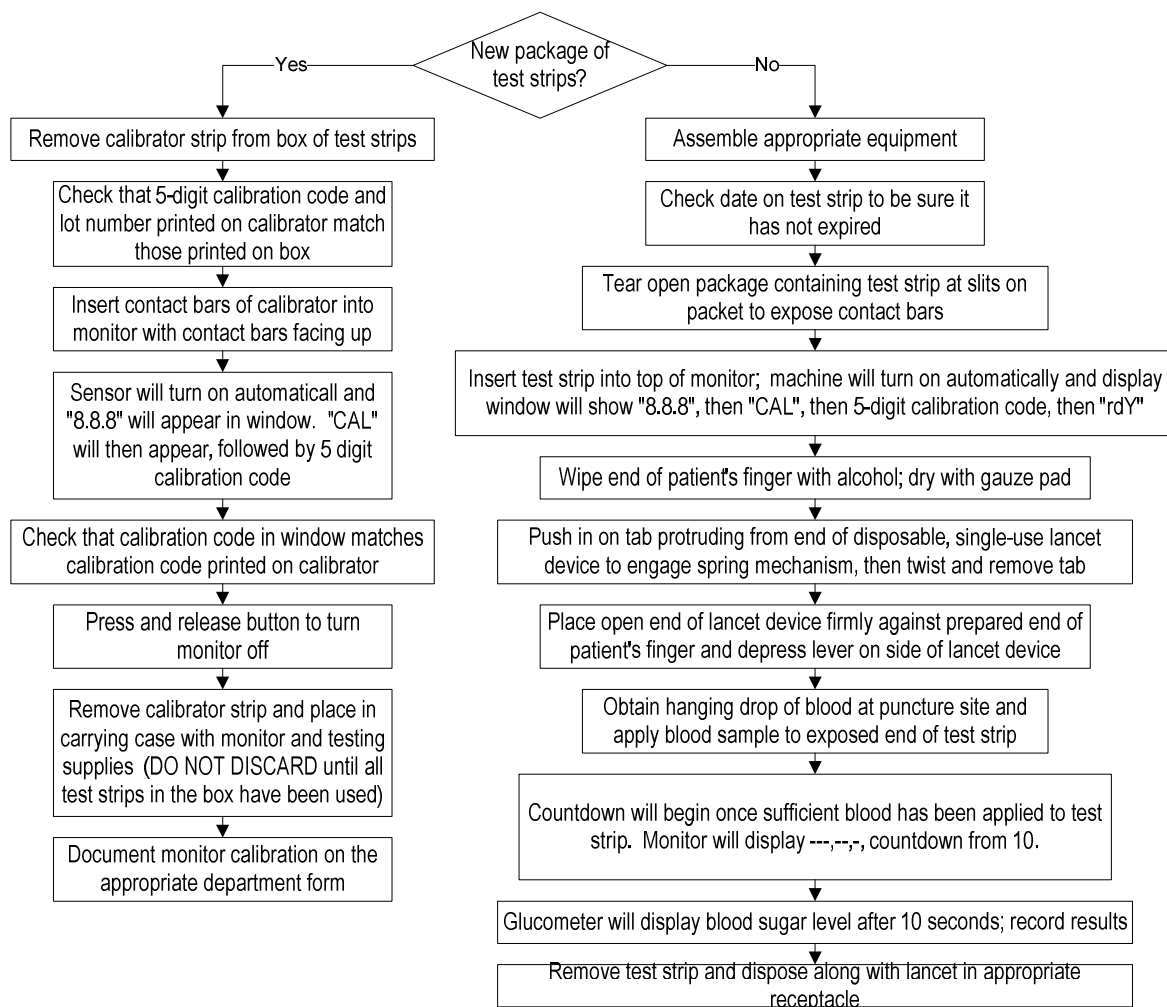 New package of
test strips?
Yes
No
Remove calibrator strip from box of test strips
Check that 5-digit calibration code and
lot number printed on calibrator match
those printed on box
Insert contact bars of calibrator into
monitor with contact bars facing up
Sensor will turn on automaticall and
"8.8.8" will appear in window.  "CAL"
will then appear, followed by 5 digit
calibration code
Check that calibration code in window matches
calibration code printed on calibrator
Press and release button to turn
monitor off
Remove calibrator strip and place in
carrying case with monitor and testing
supplies  (DO NOT DISCARD until all
test strips in the box have been used)
Document monitor calibration on the
appropriate department form
Assemble appropriate equipment
Check date on test strip to be sure it
has not expired
Tear open package containing test strip at slits on
packet to expose contact bars
Insert test strip into top of monitor;  machine will turn on automatically and display
window will show "8.8.8", then "CAL", then 5-digit calibration code, then "rdY"
Wipe end of patient's finger with alcohol; dry with gauze pad
Push in on tab protruding from end of disposable, single-use lancet
device to engage spring mechanism, then twist and remove tab
Place open end of lancet device firmly against prepared end of
patient's finger and depress lever on side of lancet device
Obtain hanging drop of blood at puncture site and
apply blood sample to exposed end of test strip
Countdown will begin once sufficient blood has been applied to test
strip.  Monitor will display ---,--,-, countdown from 10.
Glucometer will display blood sugar level after 10 seconds; record results
Remove test strip and dispose along with lancet in appropriate
receptacle